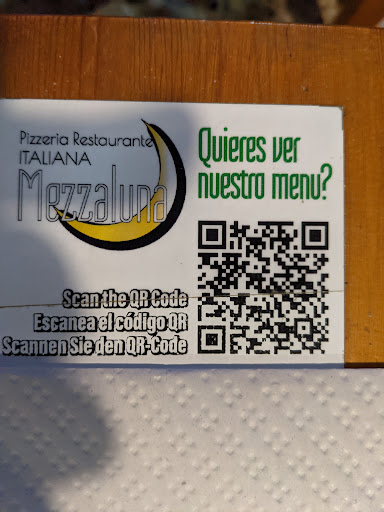 Pizzeria Restaurante
ITALIANA
Mezzaluna
Quieres ver
nuestro menu?
Scan the QR Code
Escanea el código QR
Scannen Sie den QR-Code